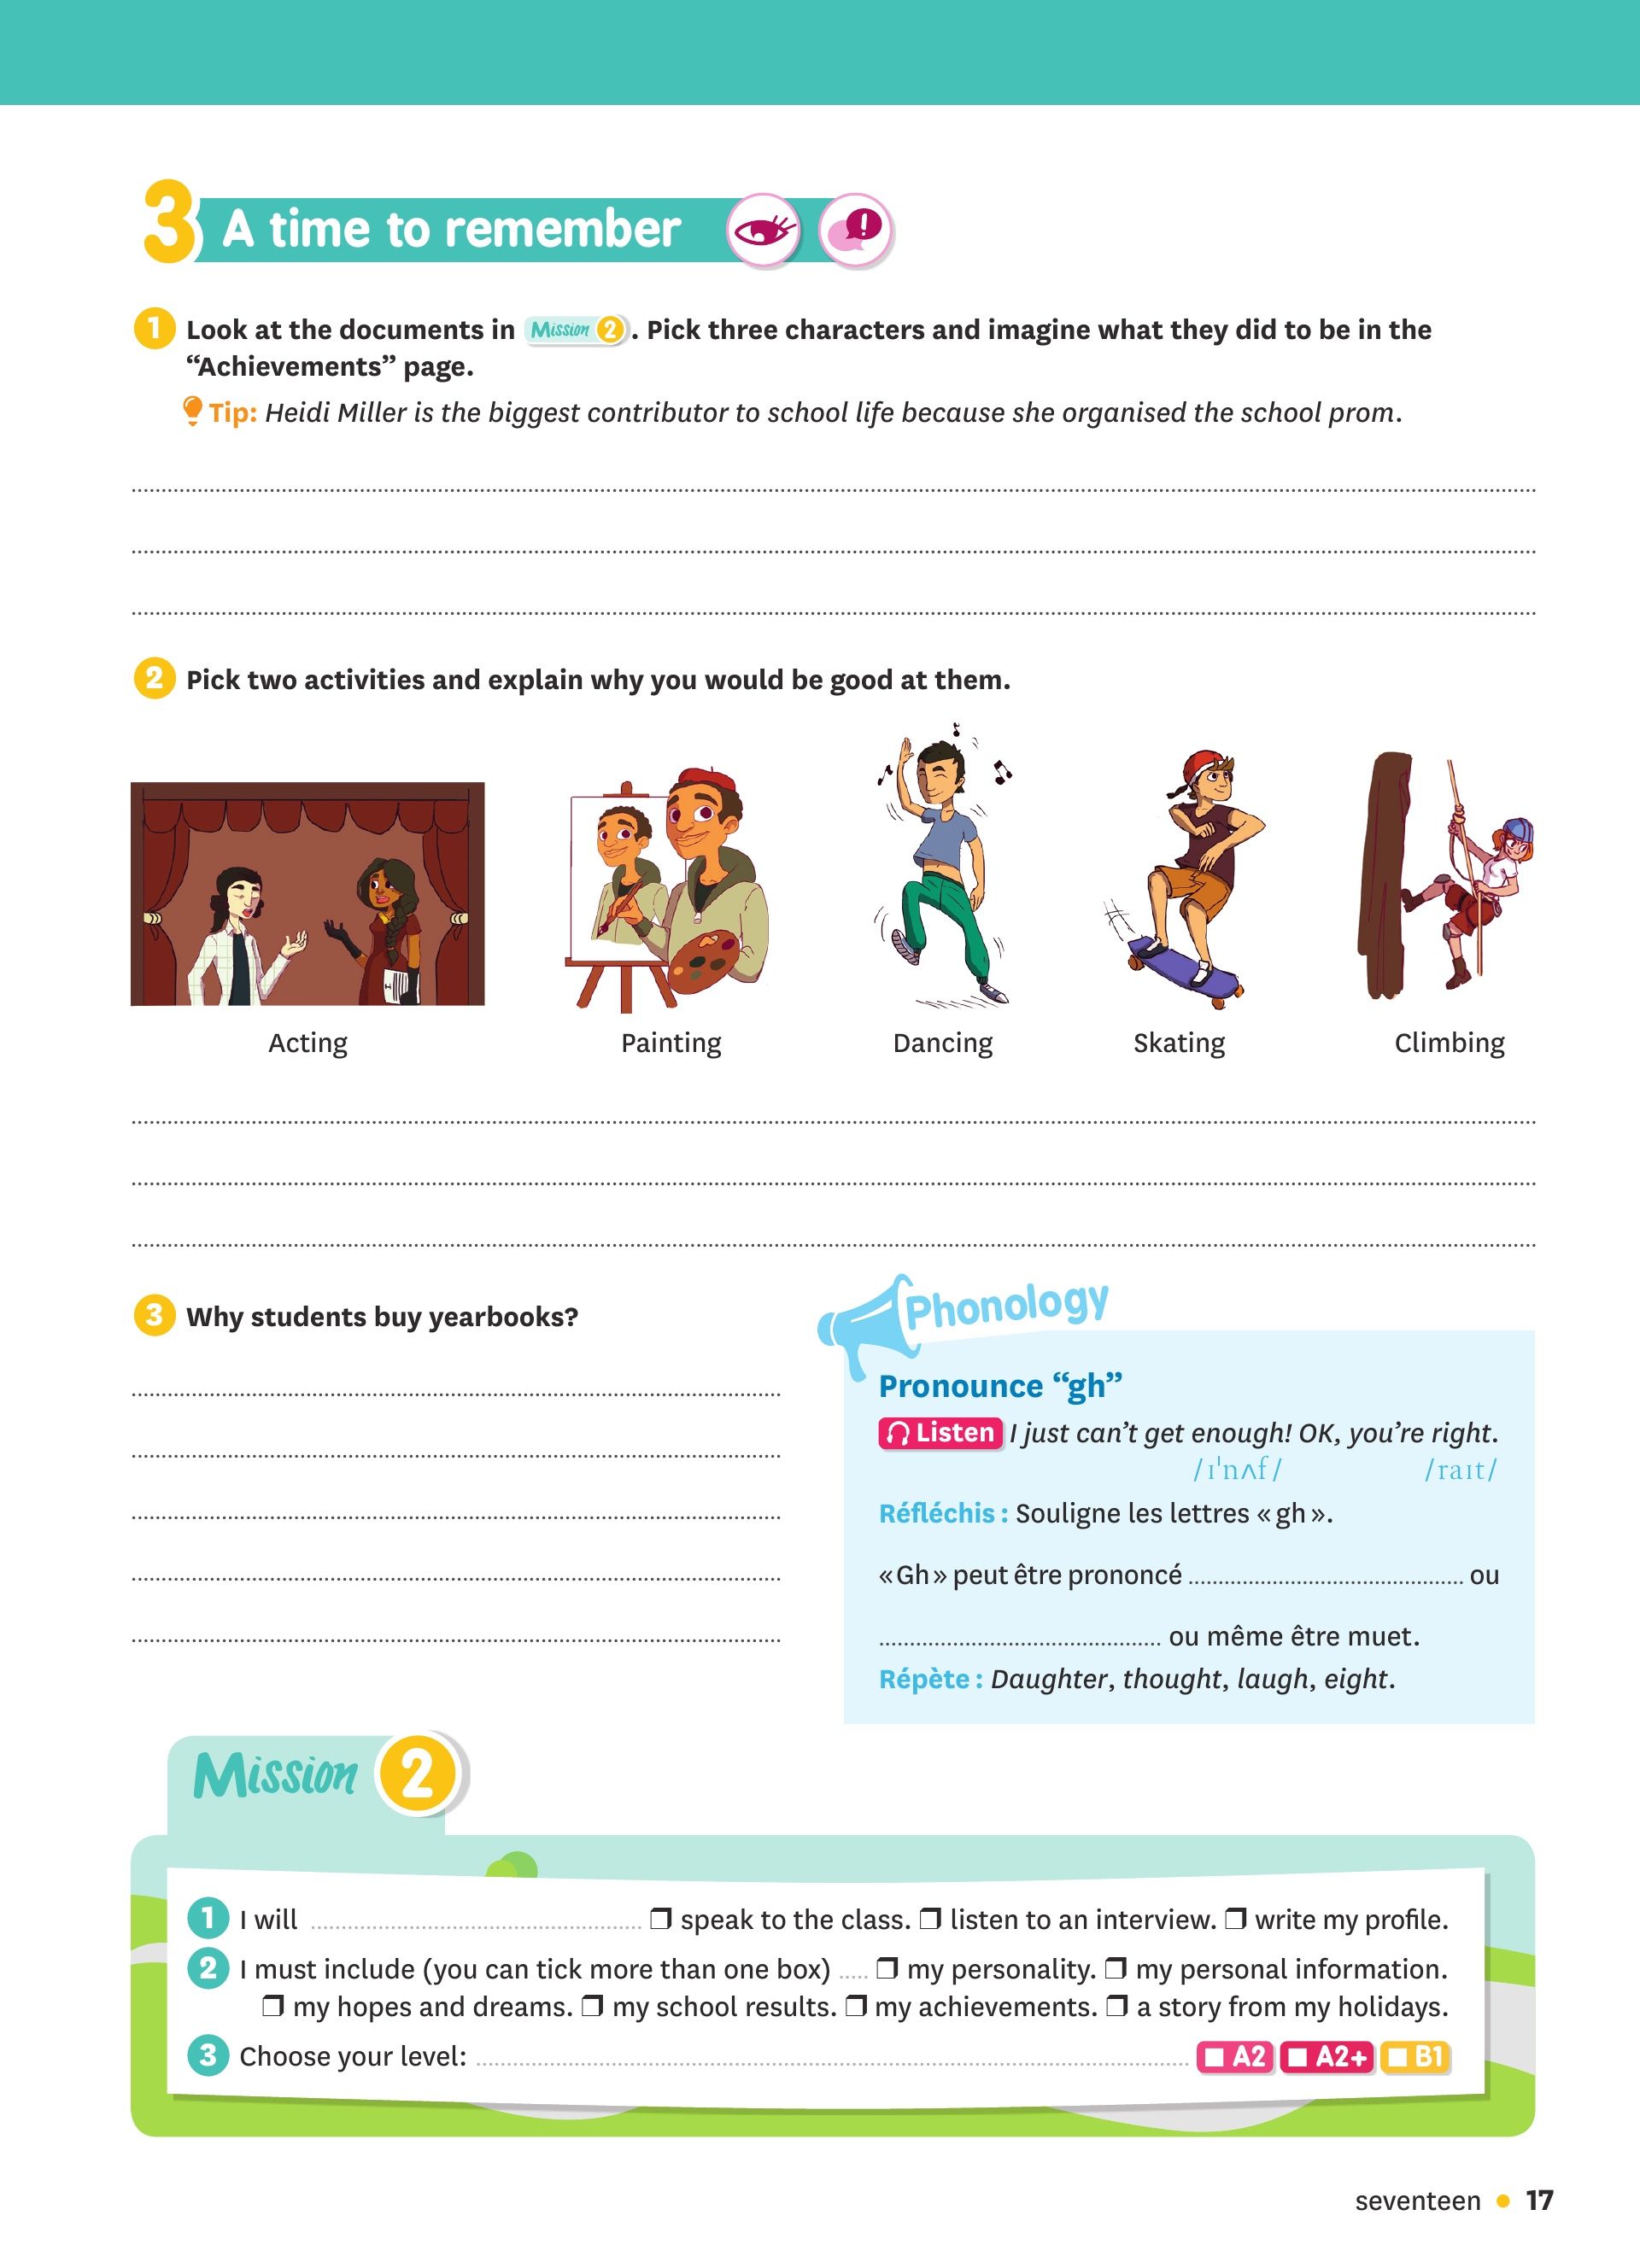 3 A time to remember
1 Look at the documents in Mission 2. Pick three characters and imagine what they did to be in the
“Achievements” page.
Tip: Heidi Miller is the biggest contributor to school life because she organised the school prom.
2 Pick two activities and explain why you would be good at them.
Acting Painting Dancing Skating Climbing
3 Why students buy yearbooks?
Phonology
Pronounce “gh”
Listen I just can’t get enough! OK, you’re right.
/ɪˈnʌf/ /raɪt/
Réfléchis : Souligne les lettres « gh ».
« Gh » peut être prononcé ........................................ ou
........................................ ou même être muet.
Répète : Daughter, thought, laugh, eight.
Mission 2
1 I will ........................................ ❒ speak to the class. ❒ listen to an interview. ❒ write my profile.
2 I must include (you can tick more than one box) ..... ❒ my personality. ❒ my personal information.
❒ my hopes and dreams. ❒ my school results. ❒ my achievements. ❒ a story from my holidays.
3 Choose your level: ........................................ A2 A2+ B1
seventeen • 17